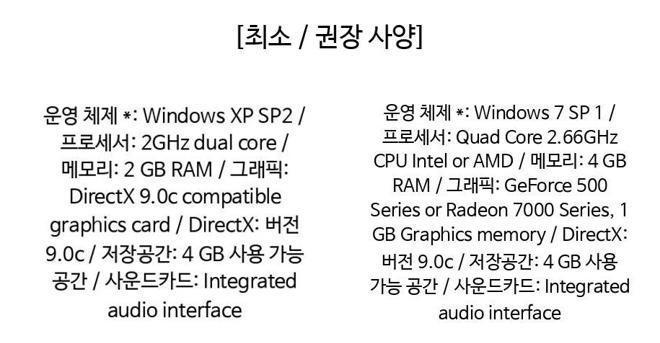 [최소 / 권장 사양]
운영 체제 *: Windows XP SP2 /
프로세서: 2GHz dual core /
메모리: 2 GB RAM / 그래픽:
DirectX 9.0c compatible
graphics card / DirectX: 버전
9.0c / 저장공간: 4 GB 사용 가능
공간 / 사운드카드: Integrated
audio interface
운영 체제 *: Windows 7 SP 1 /
프로세서: Quad Core 2.66GHz
CPU Intel or AMD / 메모리: 4 GB
RAM / 그래픽: GeForce 500
Series or Radeon 7000 Series, 1
GB Graphics memory / DirectX:
버전 9.0c / 저장공간: 4 GB 사용
가능 공간 / 사운드카드: Integrated
audio interface